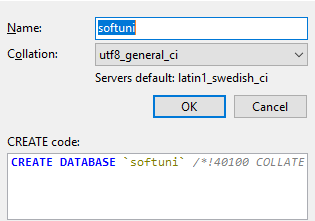 Name: softuni
Collation: utf8_general_ci
Servers default: latin1_swedish_ci
OK Cancel
CREATE code:
CREATE DATABASE `softuni` /*!40100 COLLATE